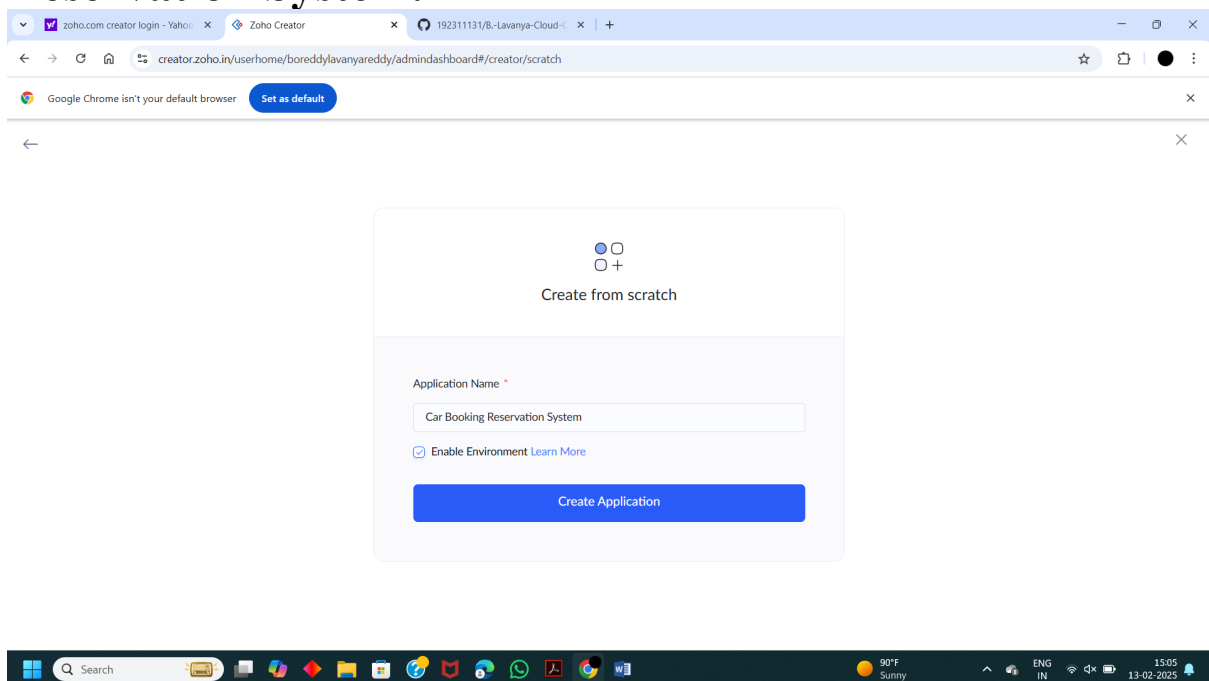 zoho.com creator login - Yahoo
Zoho Creator
192311131/B.-Lavanya-Cloud-C
creator.zoho.in/userhome/boreddylavanyareddy/admindashboard#/creator/scratch
Google Chrome isn't your default browser
Set as default
Create from scratch
Application Name *
Car Booking Reservation System
Enable Environment Learn More
Create Application
Search
90°F
Sunny
ENG
IN
15:05
13-02-2025